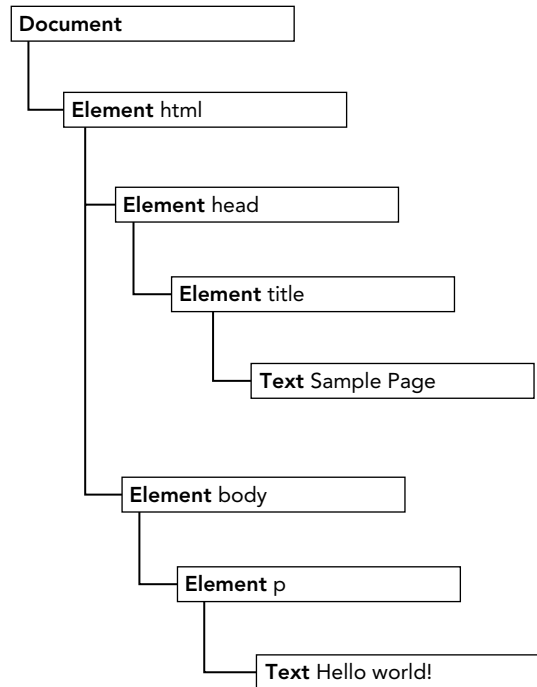 Document
Element html
Element head
Element title
Text Sample Page
Element body
Element p
Text Hello world!